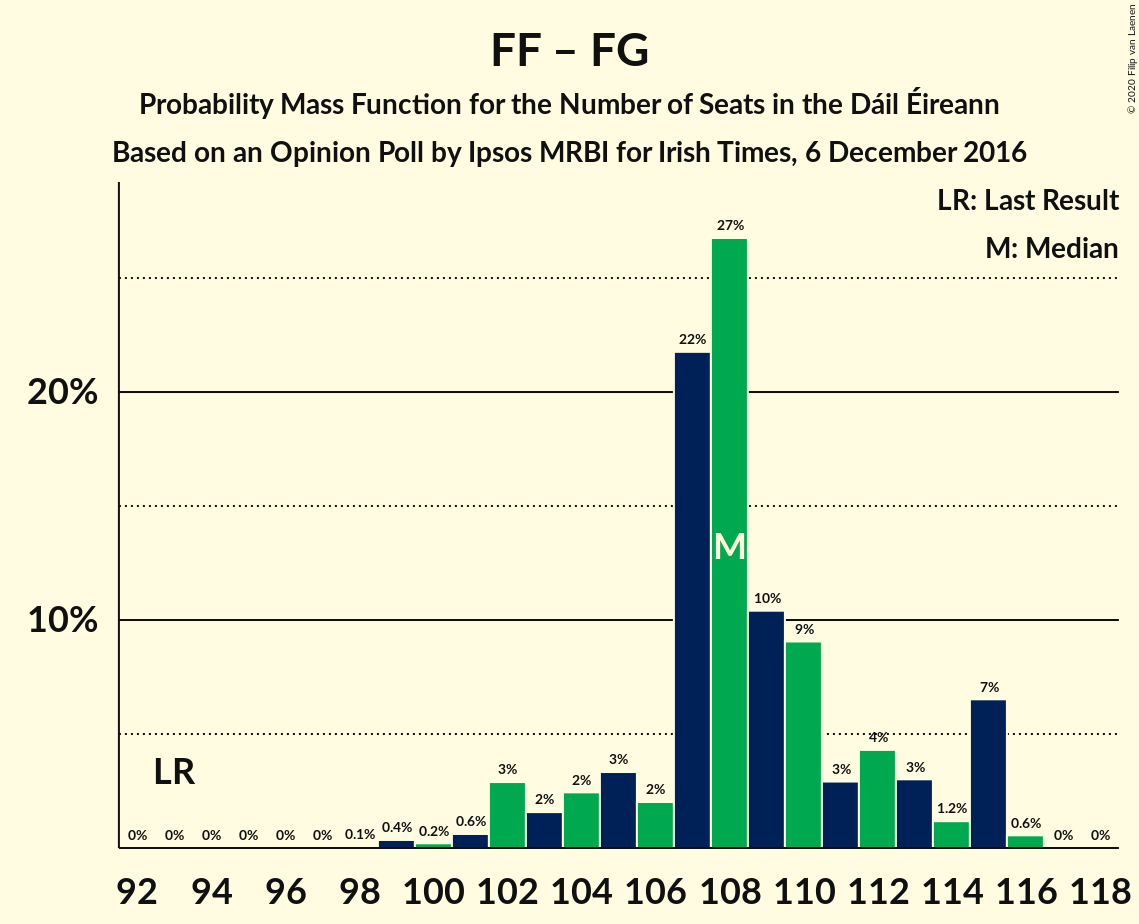 FF – FG
Probability Mass Function for the Number of Seats in the Dáil Éireann
Based on an Opinion Poll by Ipsos MRBI for Irish Times, 6 December 2016
© 2020 Filip van Laenen
LR: Last Result
M: Median
27%
22%
20%
M
10%
9%
10%
7%
4%
LR
3%
3%
3%
3%
2%
2%
2%
1.2%
0% 0% 0% 0% 0% 0% 0.1% 0.4% 0.2% 0.6% 0.6% 0% 0%
92 94 96 98 100 102 104 106 108 110 112 114 116 118